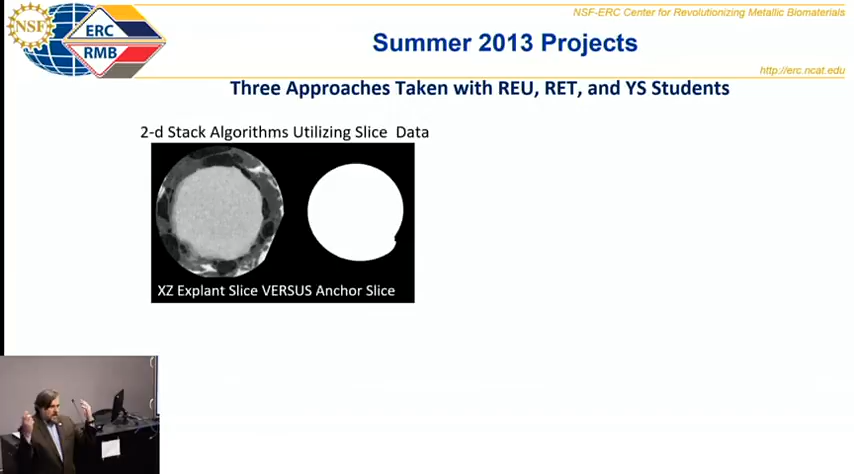 NSF-ERC Center for Revolutionizing Metallic Biomaterials
NSF
ERC
RMB
Summer 2013 Projects
http://erc.ncat.edu
Three Approaches Taken with REU, RET, and YS Students
2-d Stack Algorithms Utilizing Slice Data
XZ Explant Slice VERSUS Anchor Slice